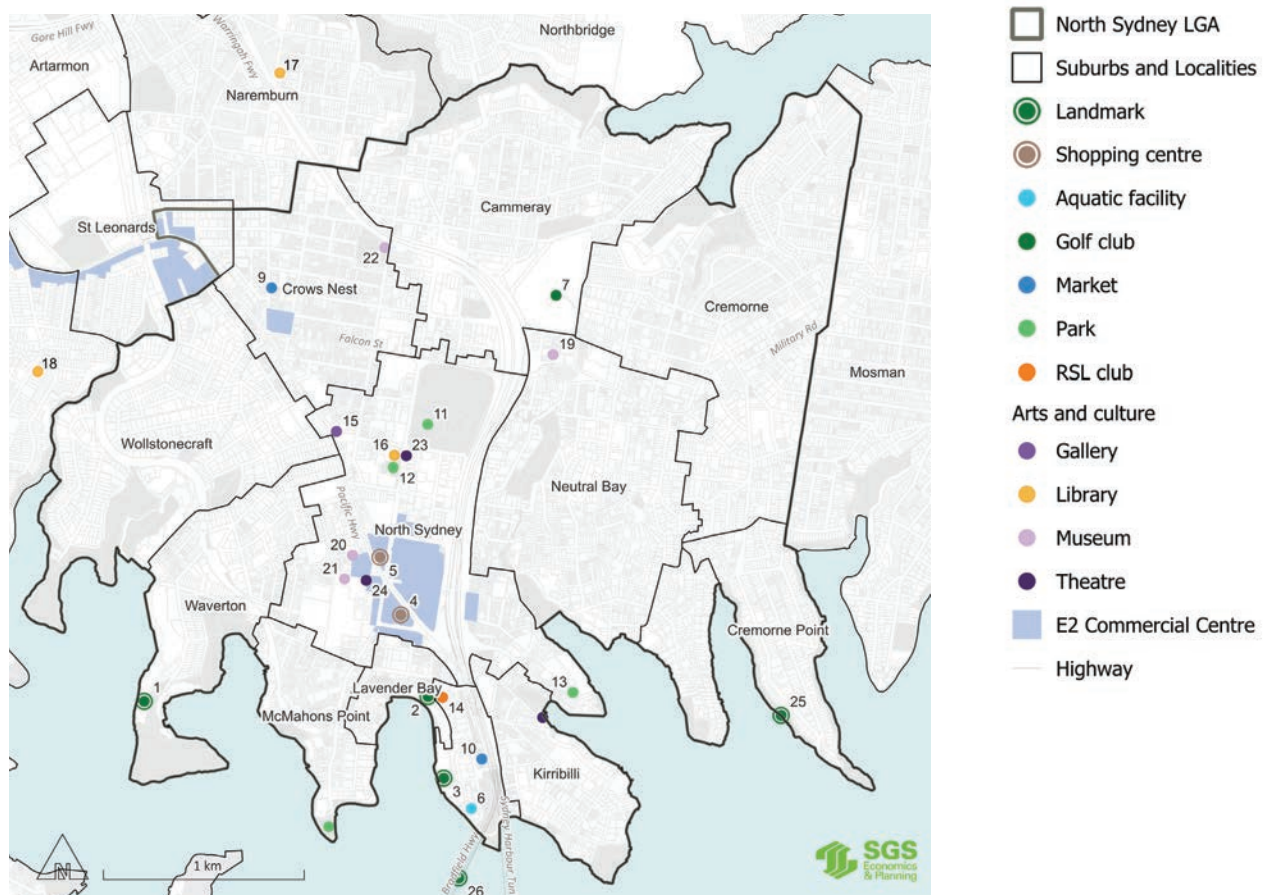 Gore Hill Fwy
Artarmon
Warringah Fwy
17
Naremburn
Northbridge
St Leonards
Cammeray
22
9
Crows Nest
7
Cremorne
Falcon St
19
Military Rd
Mosman
18
Wollstonecraft
15
11
16
23
12
Pacific Hwy
Neutral Bay
North Sydney
20
5
21
24
4
Waverton
Cremorne Point
1
Lavender Bay
2
14
McMahons Point
13
25
10
Kirribilli
3
6
Bradfield Hwy
Sydney Harbour Tun
26
N
1 km
SGS
Economics
& Planning
North Sydney LGA
Suburbs and Localities
Landmark
Shopping centre
Aquatic facility
Golf club
Market
Park
RSL club
Arts and culture
Gallery
Library
Museum
Theatre
E2 Commercial Centre
Highway